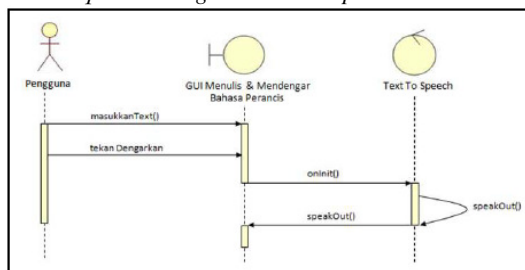 Pengguna
GUI Menulis & Mendengar
Bahasa Perancis
Text To Speech
masukkanText()
tekan Dengarkan
onInit()
speakOut()
speakOut()